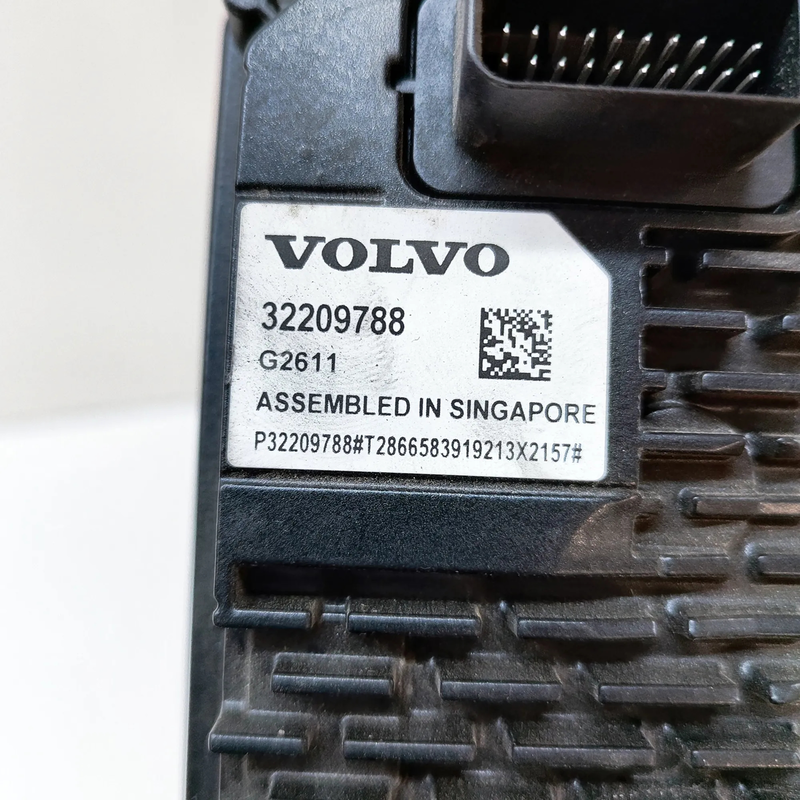 VOLVO
32209788
G2611
ASSEMBLED IN SINGAPORE
P32209788#T2866583919213X2157#